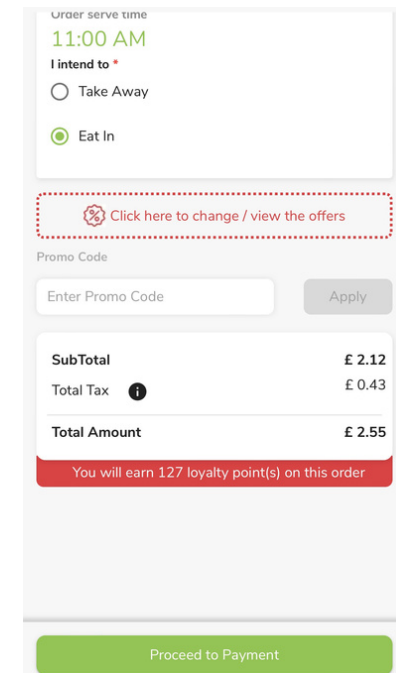 Order serve time
11:00 AM
I intend to *
Take Away
Eat In
Click here to change / view the offers
Promo Code
Enter Promo Code Apply
SubTotal £ 2.12
Total Tax £ 0.43
Total Amount £ 2.55
You will earn 127 loyalty point(s) on this order
Proceed to Payment